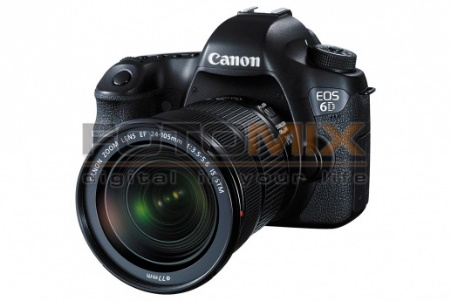 Canon
EOS
6D
FOTOMIX
digital in your life
CANON ZOOM LENS EF 24-105mm 1:3.5-5.6 IS STM
ø77mm